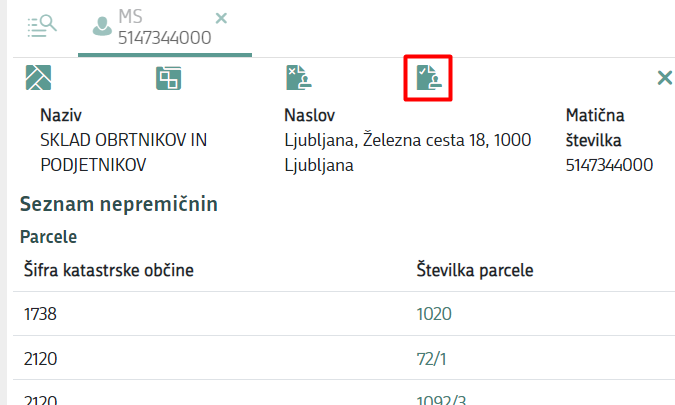 MS
5147344000
Naziv
SKLAD OBRTNIKOV IN
PODJETNIKOV
Naslov
Ljubljana, Železna cesta 18, 1000
Ljubljana
Matična
številka
5147344000
Seznam nepremičnin
Parcele
Šifra katastrske občine Številka parcele
1738 1020
2120 72/1
2120 1092/3